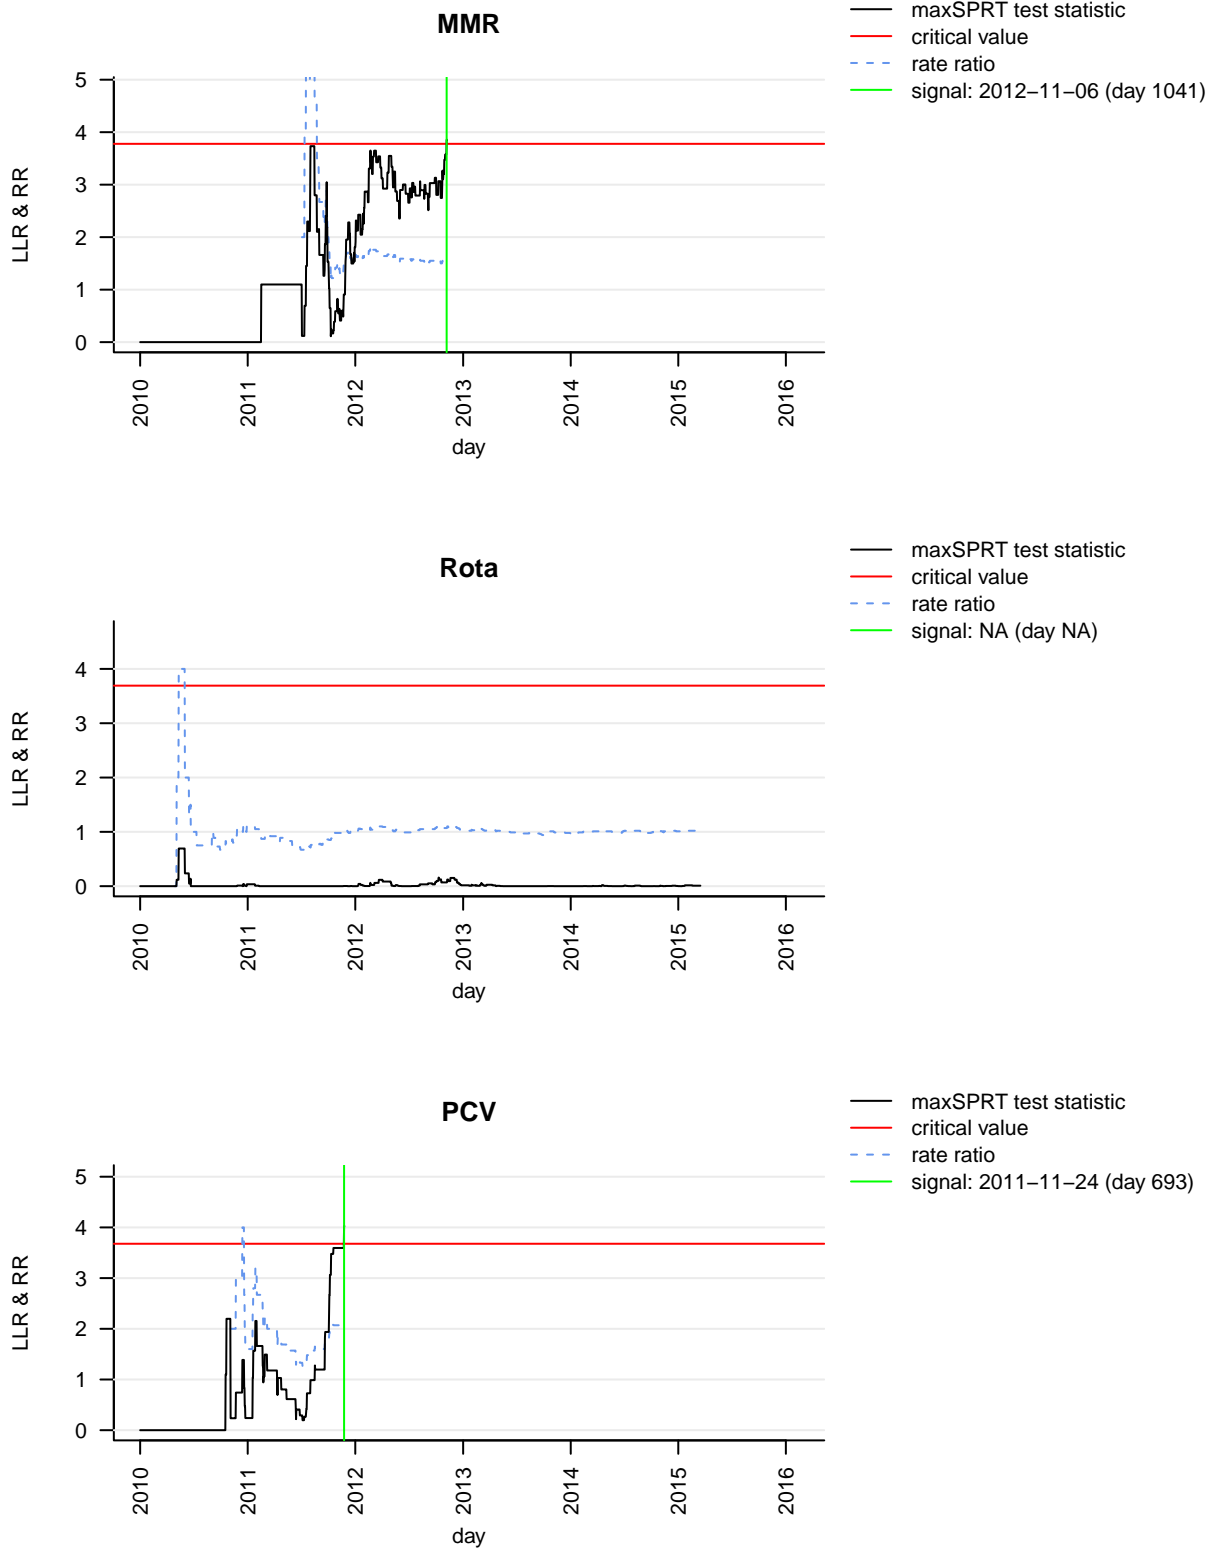 MMR
maxSPRT test statistic
critical value
rate ratio
signal: 2012−11−06 (day 1041)
LLR & RR
5
4
3
2
1
0
2010
2011
2012
2013
2014
2015
2016
day
Rota
maxSPRT test statistic
critical value
rate ratio
signal: NA (day NA)
LLR & RR
4
3
2
1
0
2010
2011
2012
2013
2014
2015
2016
day
PCV
maxSPRT test statistic
critical value
rate ratio
signal: 2011−11−24 (day 693)
LLR & RR
5
4
3
2
1
0
2010
2011
2012
2013
2014
2015
2016
day